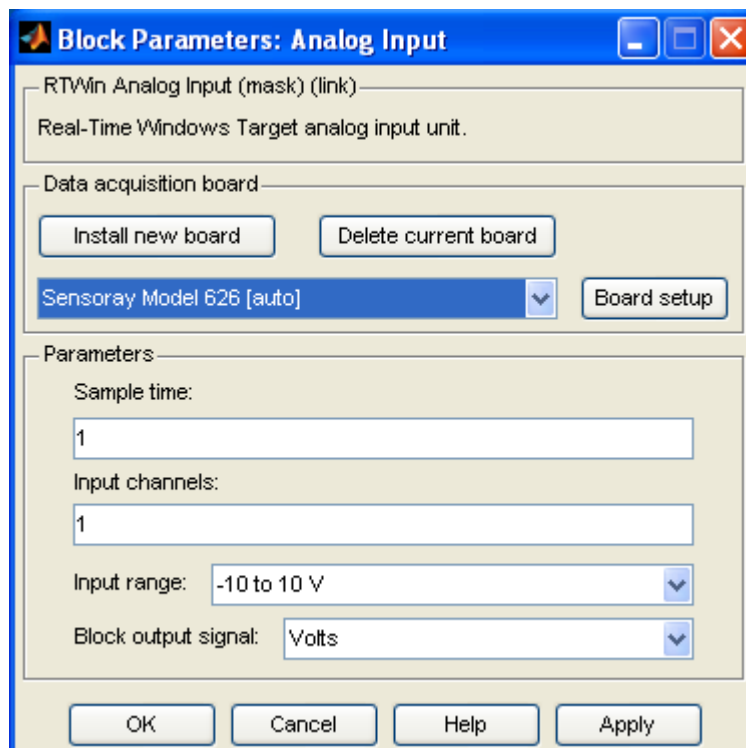 Block Parameters: Analog Input
RTWin Analog Input (mask) (link)
Real-Time Windows Target analog input unit.
Data acquisition board
Install new board Delete current board
Sensoray Model 626 [auto] Board setup
Parameters
Sample time:
1
Input channels:
1
Input range: -10 to 10 V
Block output signal: Volts
OK Cancel Help Apply